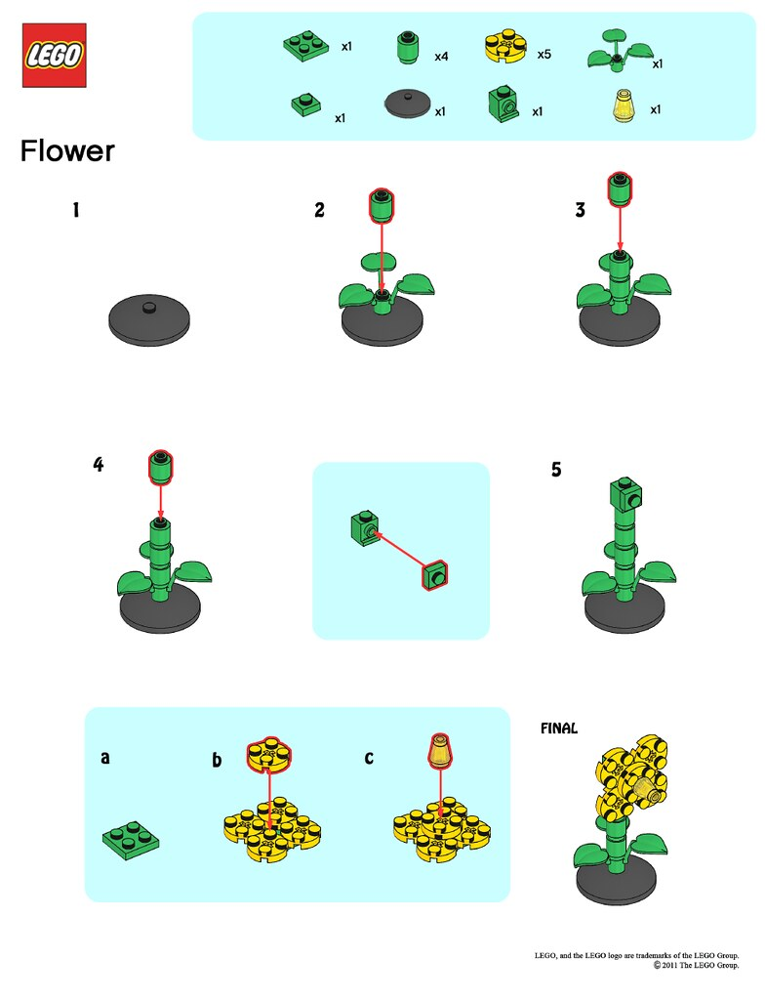 LEGO
x1
x4
x5
x1
x1
x1
x1
x1
Flower
1
2
3
4
5
a
b
c
FINAL
LEGO, and the LEGO logo are trademarks of the LEGO Group.
© 2011 The LEGO Group.